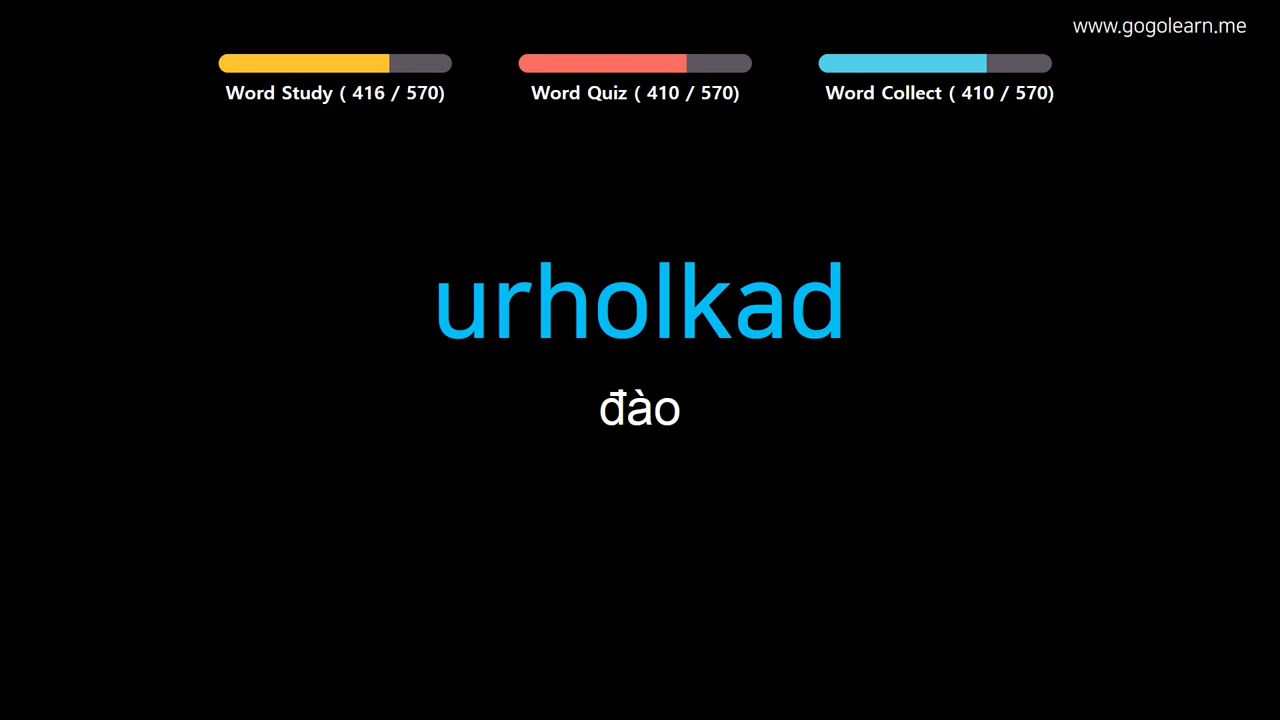 www.gogolearn.me
Word Study ( 416 / 570)
Word Quiz ( 410 / 570)
Word Collect ( 410 / 570)
urholkad
đào